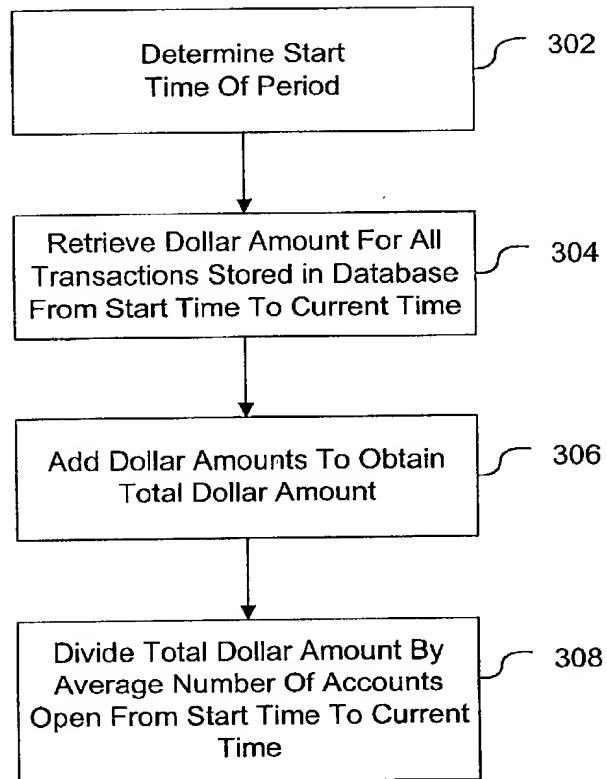 Determine Start
Time Of Period
302
Retrieve Dollar Amount For All
Transactions Stored in Database
From Start Time To Current Time
304
Add Dollar Amounts To Obtain
Total Dollar Amount
306
Divide Total Dollar Amount By
Average Number Of Accounts
Open From Start Time To Current
Time
308